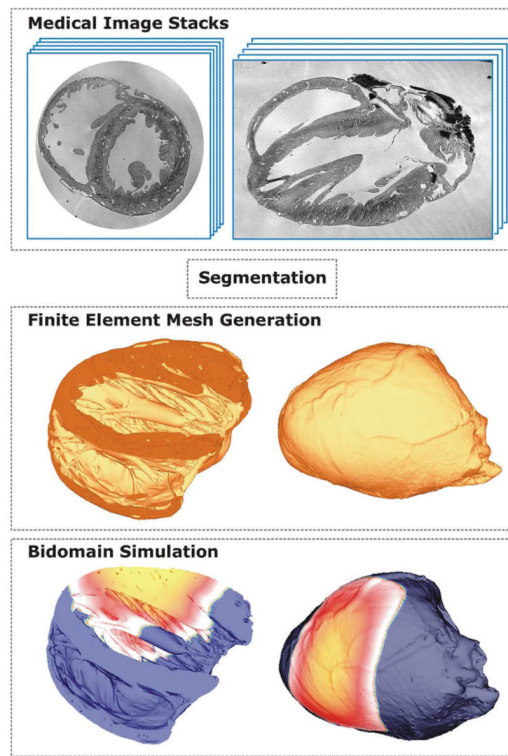 Medical Image Stacks
Segmentation
Finite Element Mesh Generation
Bidomain Simulation